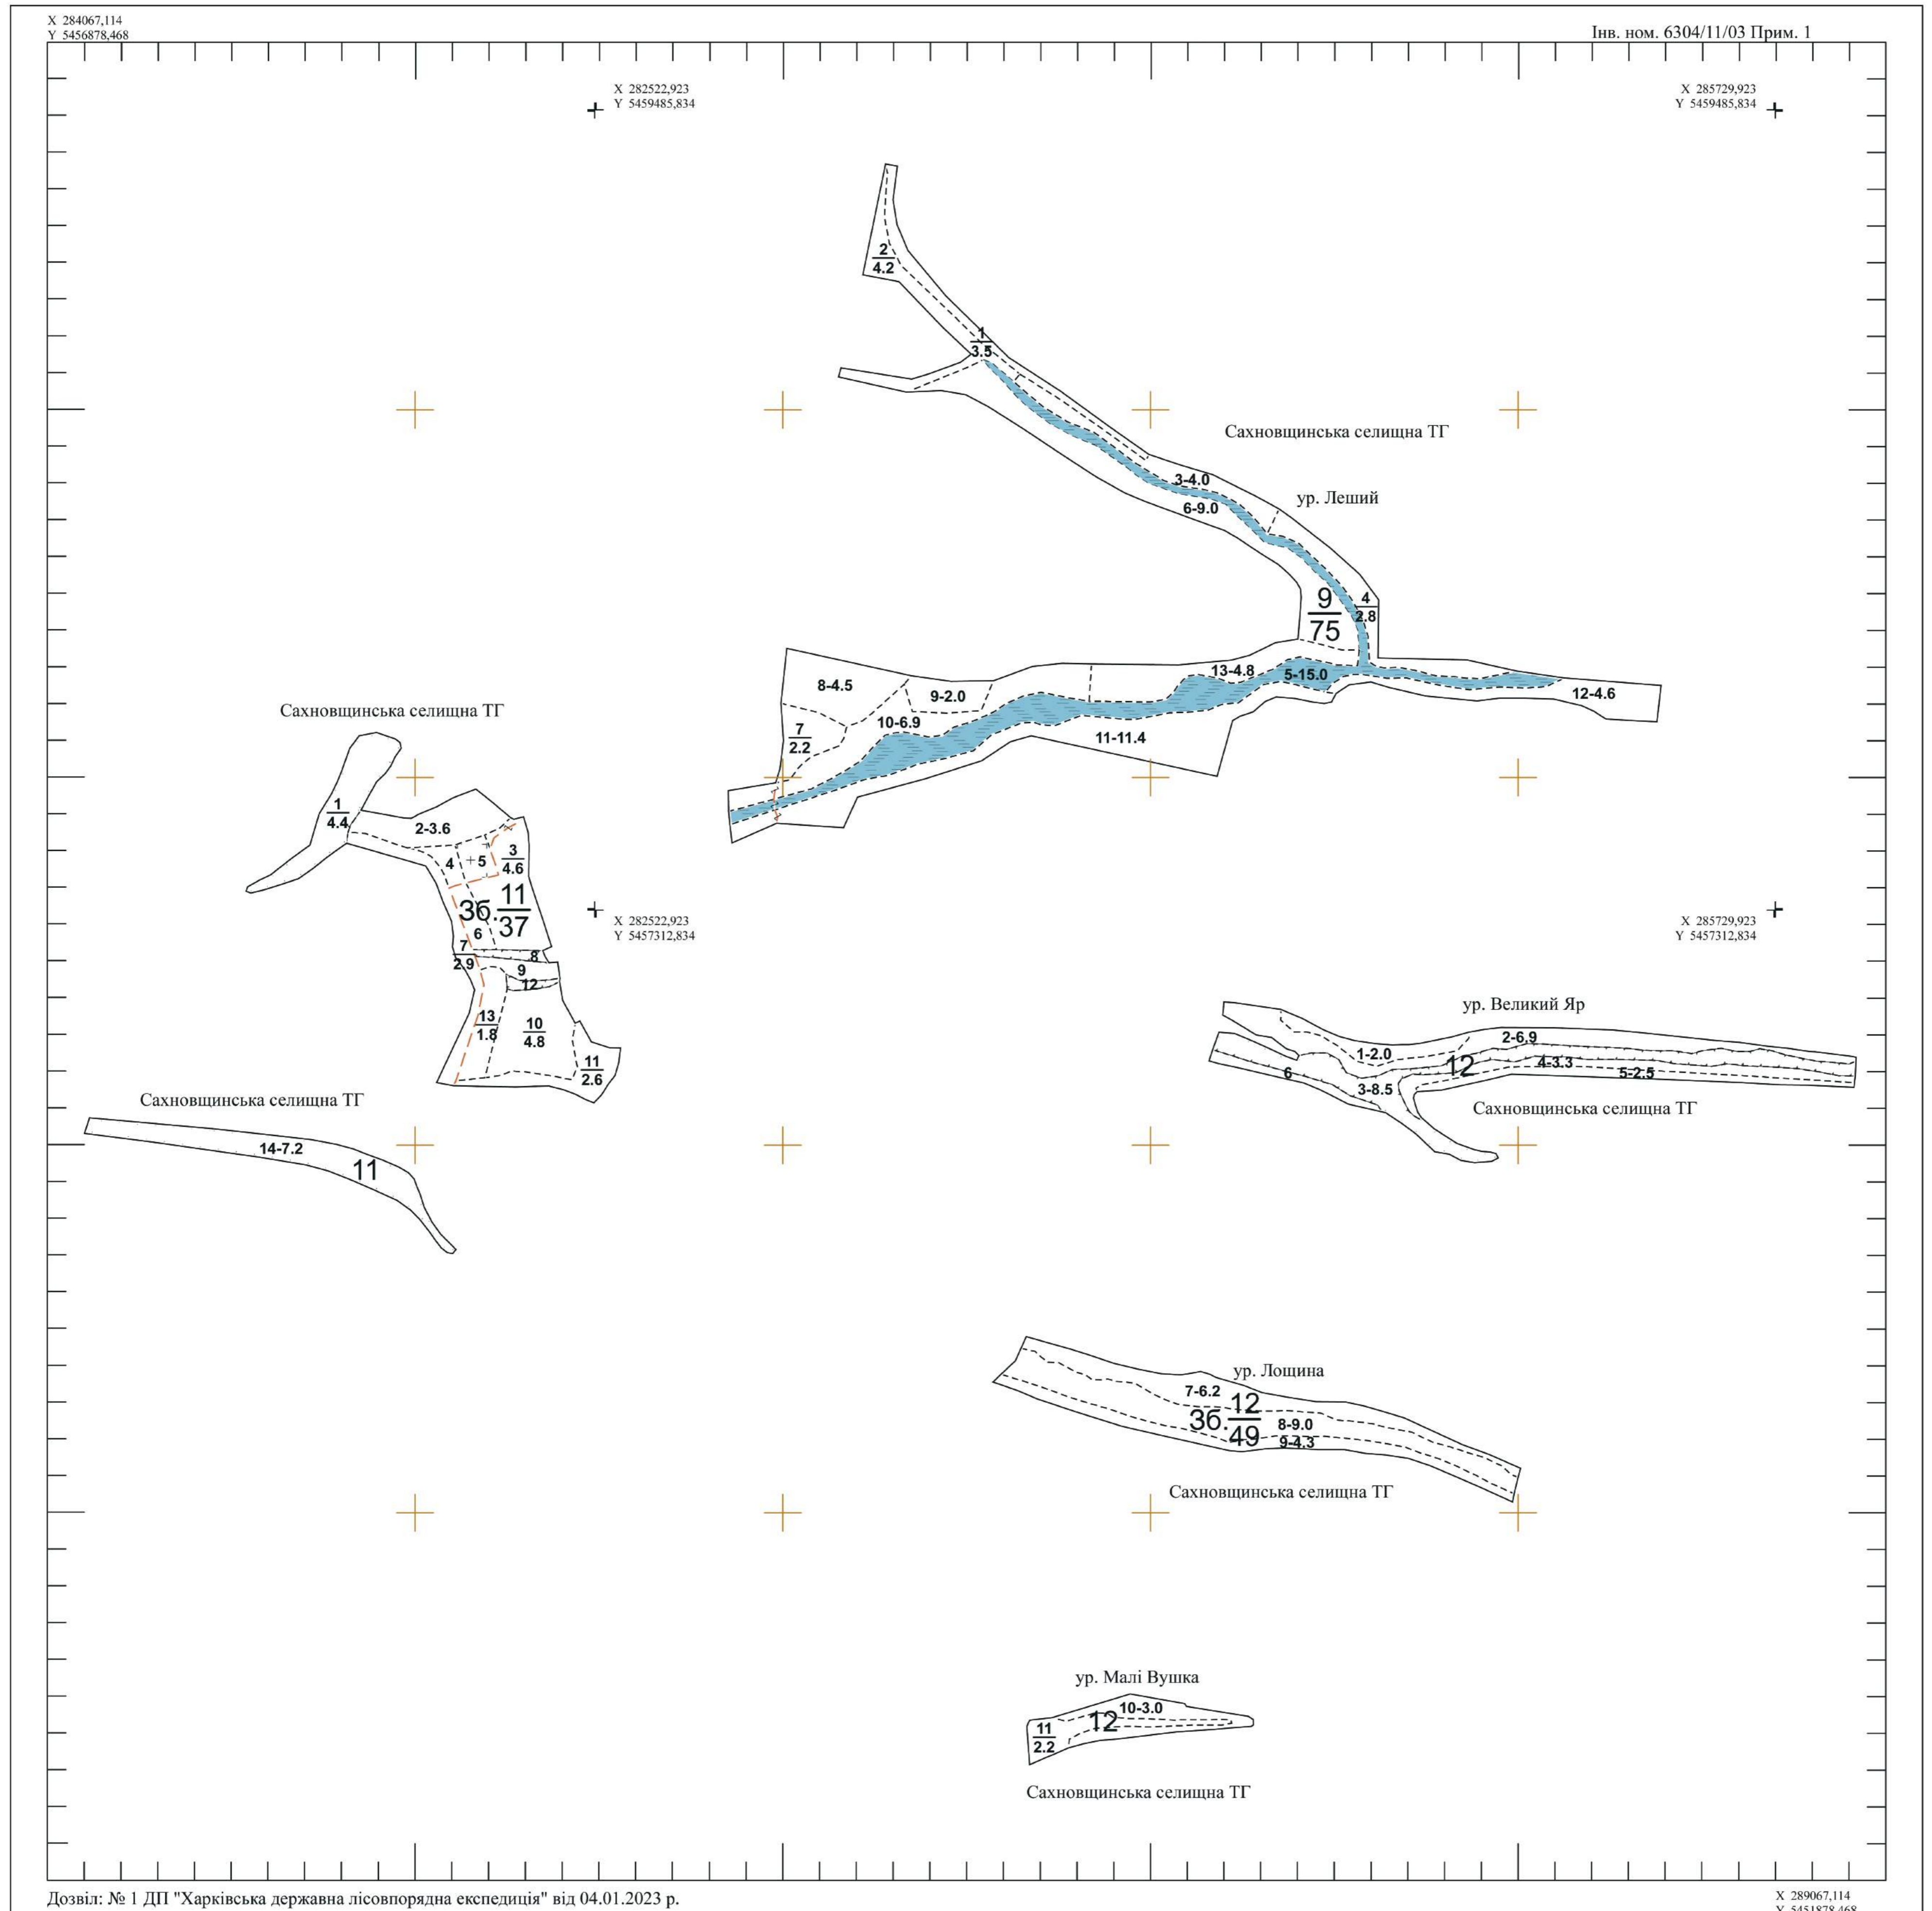 X 284067,114
Y 5456878,468
Інв. ном. 6304/11/03 Прим. 1
X 282522,923
Y 5459485,834
X 285729,923
Y 5459485,834
2
4.2
1
3.5
Сахновщинська селищна ТГ
3-4.0
ур. Леший
6-9.0
9
75
4
2.8
13-4.8
5-15.0
8-4.5
9-2.0
12-4.6
10-6.9
7
2.2
11-11.4
Сахновщинська селищна ТГ
1
4.4
2-3.6
4
+5
3
4.6
Зб. 11
37
6
7
2.9
8
9
12
13
1.8
10
4.8
11
2.6
X 282522,923
Y 5457312,834
X 285729,923
Y 5457312,834
ур. Великий Яр
2-6.9
1-2.0
12
4-3.3
6
5-2.5
3-8.5
Сахновщинська селищна ТГ
Сахновщинська селищна ТГ
14-7.2
11
ур. Лощина
7-6.2
Зб. 12
49
8-9.0
9-4.3
Сахновщинська селищна ТГ
ур. Малі Вушка
10-3.0
12
11
2.2
Сахновщинська селищна ТГ
Дозвіл: № 1 ДП "Харківська державна лісовпорядна експедиція" від 04.01.2023 р.
X 289067,114
Y 5451878,468